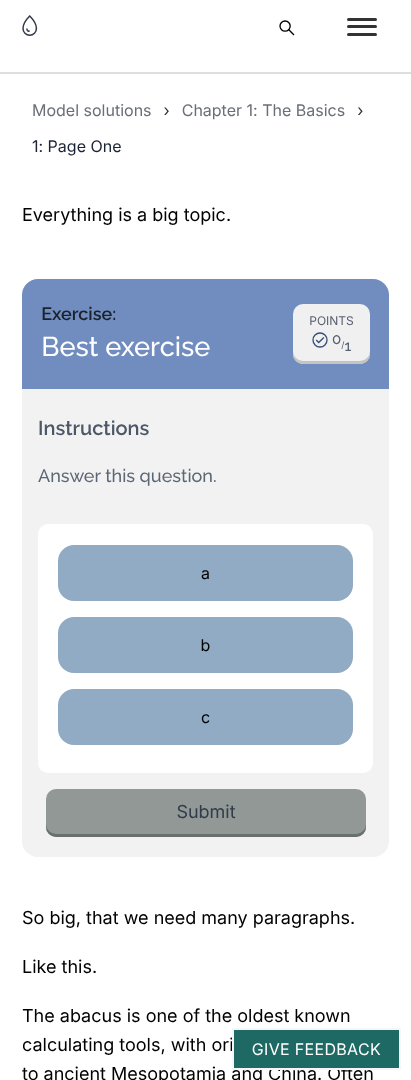 Model solutions › Chapter 1: The Basics ›
1: Page One
Everything is a big topic.
Exercise:
Best exercise
POINTS
0/1
Instructions
Answer this question.
a
b
c
Submit
So big, that we need many paragraphs.
Like this.
The abacus is one of the oldest known
calculating tools, with ori
GIVE FEEDBACK
to ancient Mesopotamia and China. Often